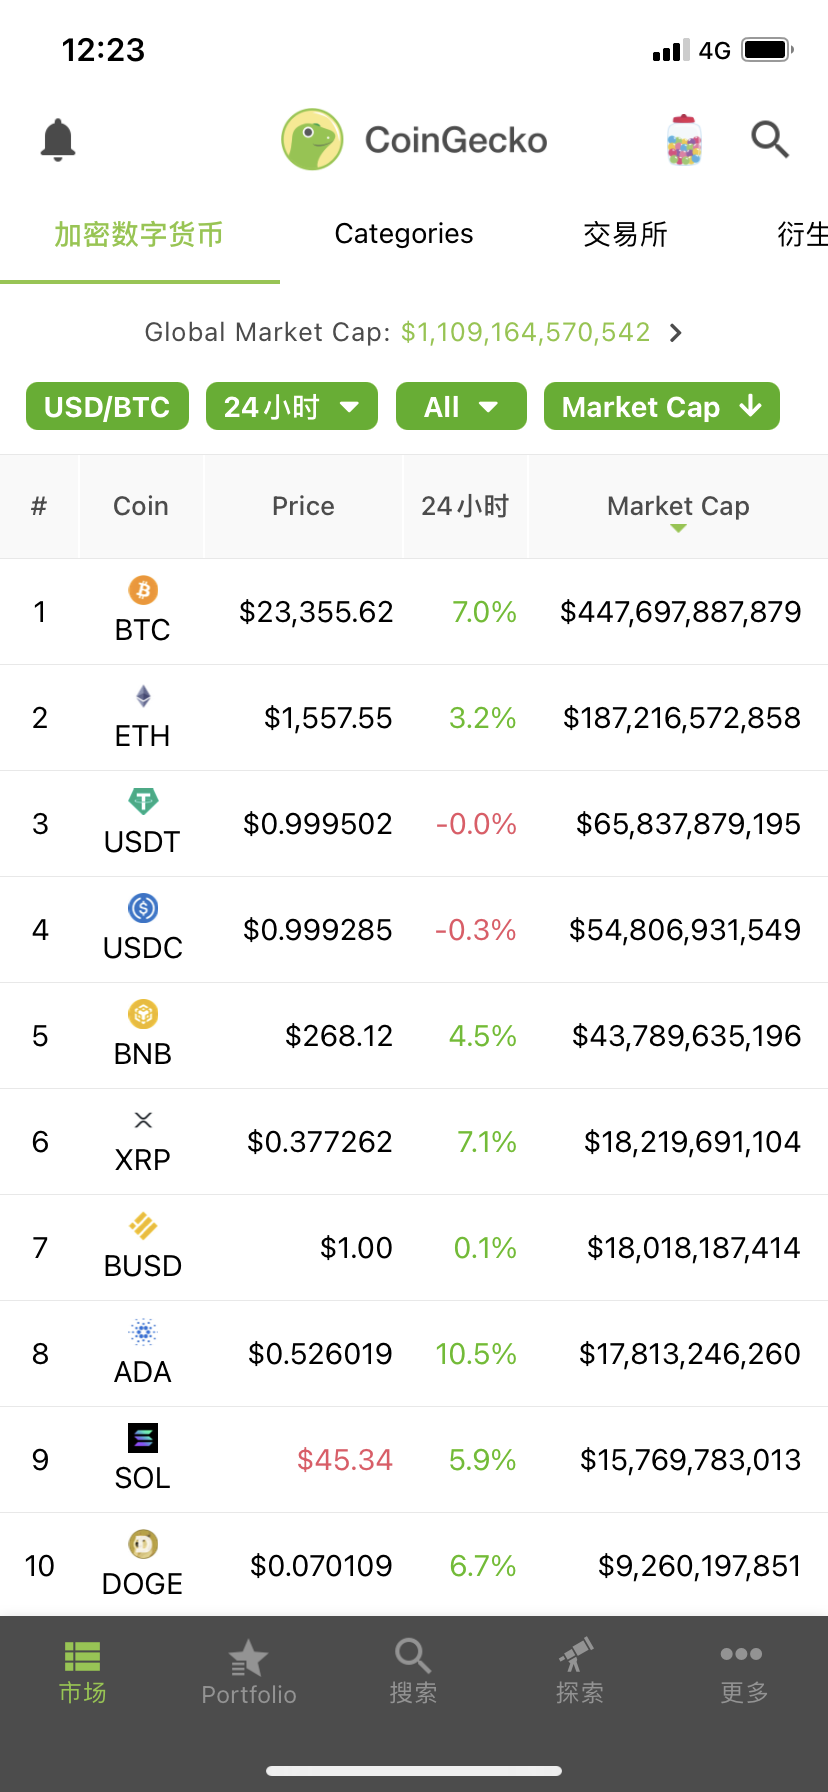 12:23 4G
CoinGecko
加密数字货币 Categories 交易所 衍生
Global Market Cap: $1,109,164,570,542
USD/BTC 24小时 All Market Cap
# Coin Price 24小时 Market Cap
1 BTC $23,355.62 7.0% $447,697,887,879
2 ETH $1,557.55 3.2% $187,216,572,858
3 USDT $0.999502 -0.0% $65,837,879,195
4 USDC $0.999285 -0.3% $54,806,931,549
5 BNB $268.12 4.5% $43,789,635,196
6 XRP $0.377262 7.1% $18,219,691,104
7 BUSD $1.00 0.1% $18,018,187,414
8 ADA $0.526019 10.5% $17,813,246,260
9 SOL $45.34 5.9% $15,769,783,013
10 DOGE $0.070109 6.7% $9,260,197,851
市场 Portfolio 搜索 探索 更多